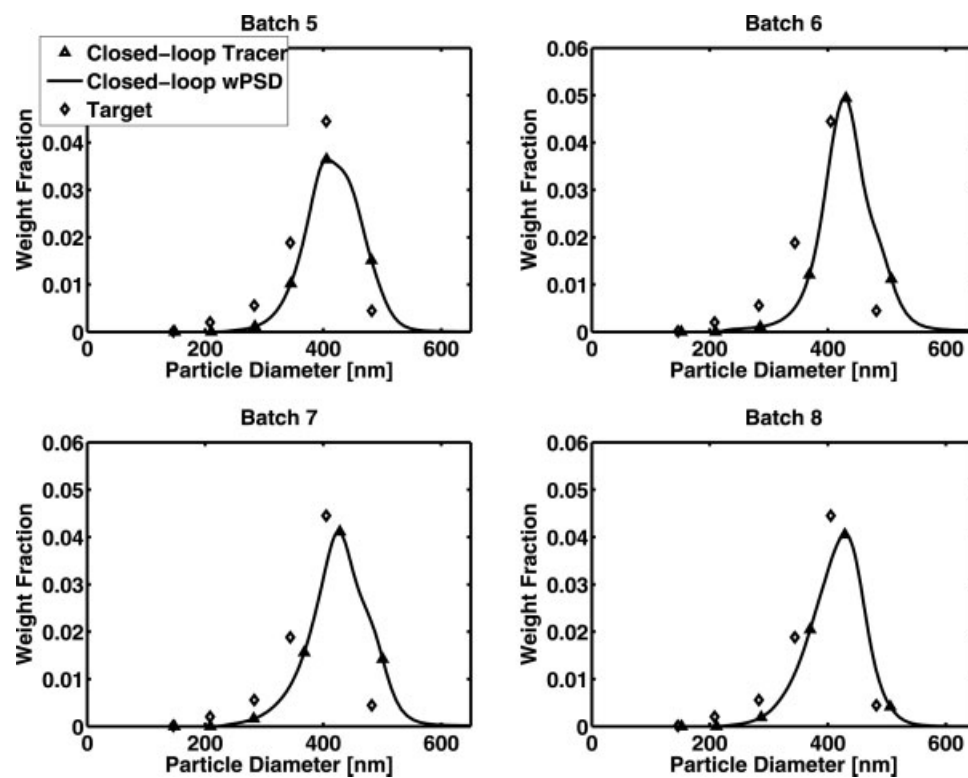 Batch 5
Closed-loop Tracer
Closed-loop wPSD
Target
0.04
0.03
0.02
0.01
0
Weight Fraction
0 200 400 600
Particle Diameter [nm]
Batch 6
0.06
0.05
0.04
0.03
0.02
0.01
0
Weight Fraction
0 200 400 600
Particle Diameter [nm]
Batch 7
0.06
0.05
0.04
0.03
0.02
0.01
0
Weight Fraction
0 200 400 600
Particle Diameter [nm]
Batch 8
0.06
0.05
0.04
0.03
0.02
0.01
0
Weight Fraction
0 200 400 600
Particle Diameter [nm]